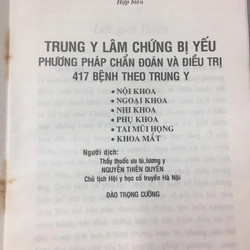 Hợp biên
TRUNG Y LÂM CHỨNG BỊ YẾU
PHƯƠNG PHÁP CHẨN ĐOÁN VÀ ĐIỀU TRỊ
417 BỆNH THEO TRUNG Y
• NỘI KHOA
• NGOẠI KHOA
• NHI KHOA
• PHỤ KHOA
• TAI MŨI HỌNG
• KHOA MẮT
Người dịch:
Thầy thuốc ưu tú, lương y
NGUYỄN THIÊN QUYẾN
Chủ tịch Hội y học cổ truyền Hà Nội
ĐÀO TRỌNG CƯỜNG